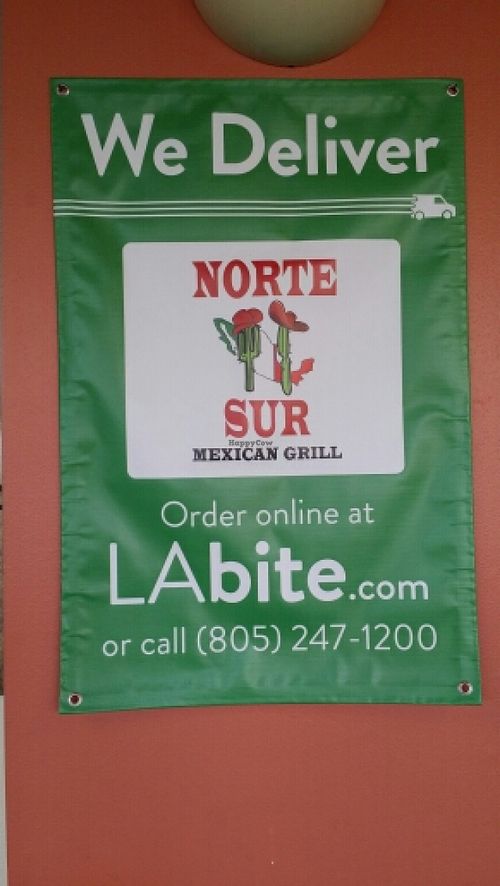 We Deliver
NORTE
SUR
HappyCow
MEXICAN GRILL
Order online at
LAbite.com
or call (805) 247-1200